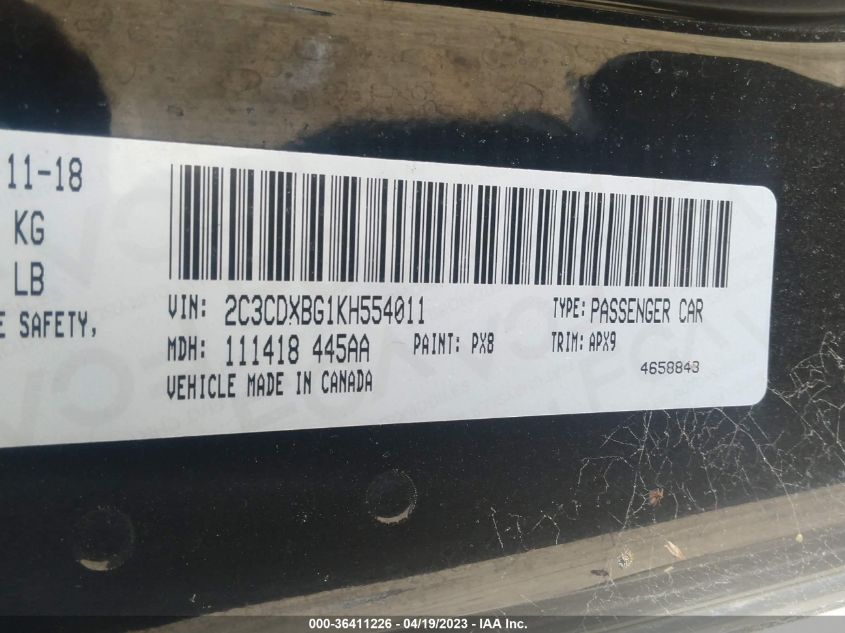 11-18
KG
LB
E SAFETY,
VIN: 2C3CDXBG1KH554011 TYPE: PASSENGER CAR
MDH: 111418 445AA PAINT: PX8 TRIM: APX9
VEHICLE MADE IN CANADA 4658843
000-36411226 - 04/19/2023 - IAA Inc.